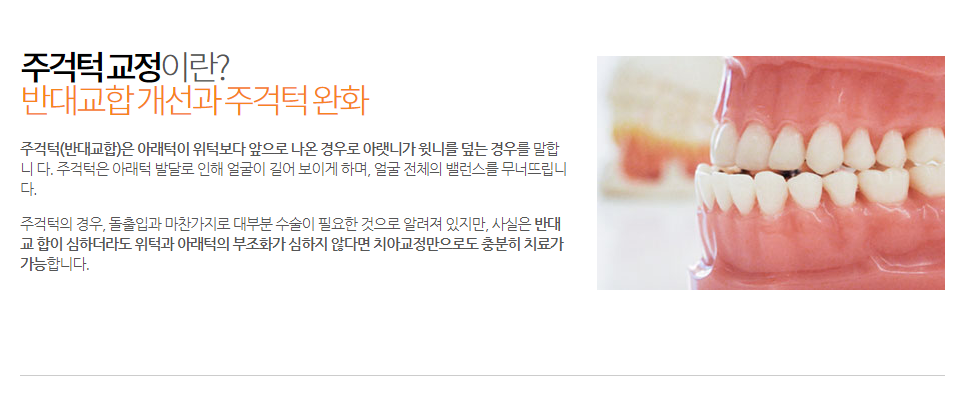 주걱턱 교정이란?
반대교합 개선과 주걱턱 완화
주걱턱(반대교합)은 아래턱이 위턱보다 앞으로 나온 경우로 아랫니가 윗니를 덮는 경우를 말합
니 다. 주걱턱은 아래턱 발달로 인해 얼굴이 길어 보이게 하며, 얼굴 전체의 밸런스를 무너뜨립니
다.
주걱턱의 경우, 돌출입과 마찬가지로 대부분 수술이 필요한 것으로 알려져 있지만, 사실은 반대
교 합이 심하더라도 위턱과 아래턱의 부조화가 심하지 않다면 치아교정만으로도 충분히 치료가
가능합니다.